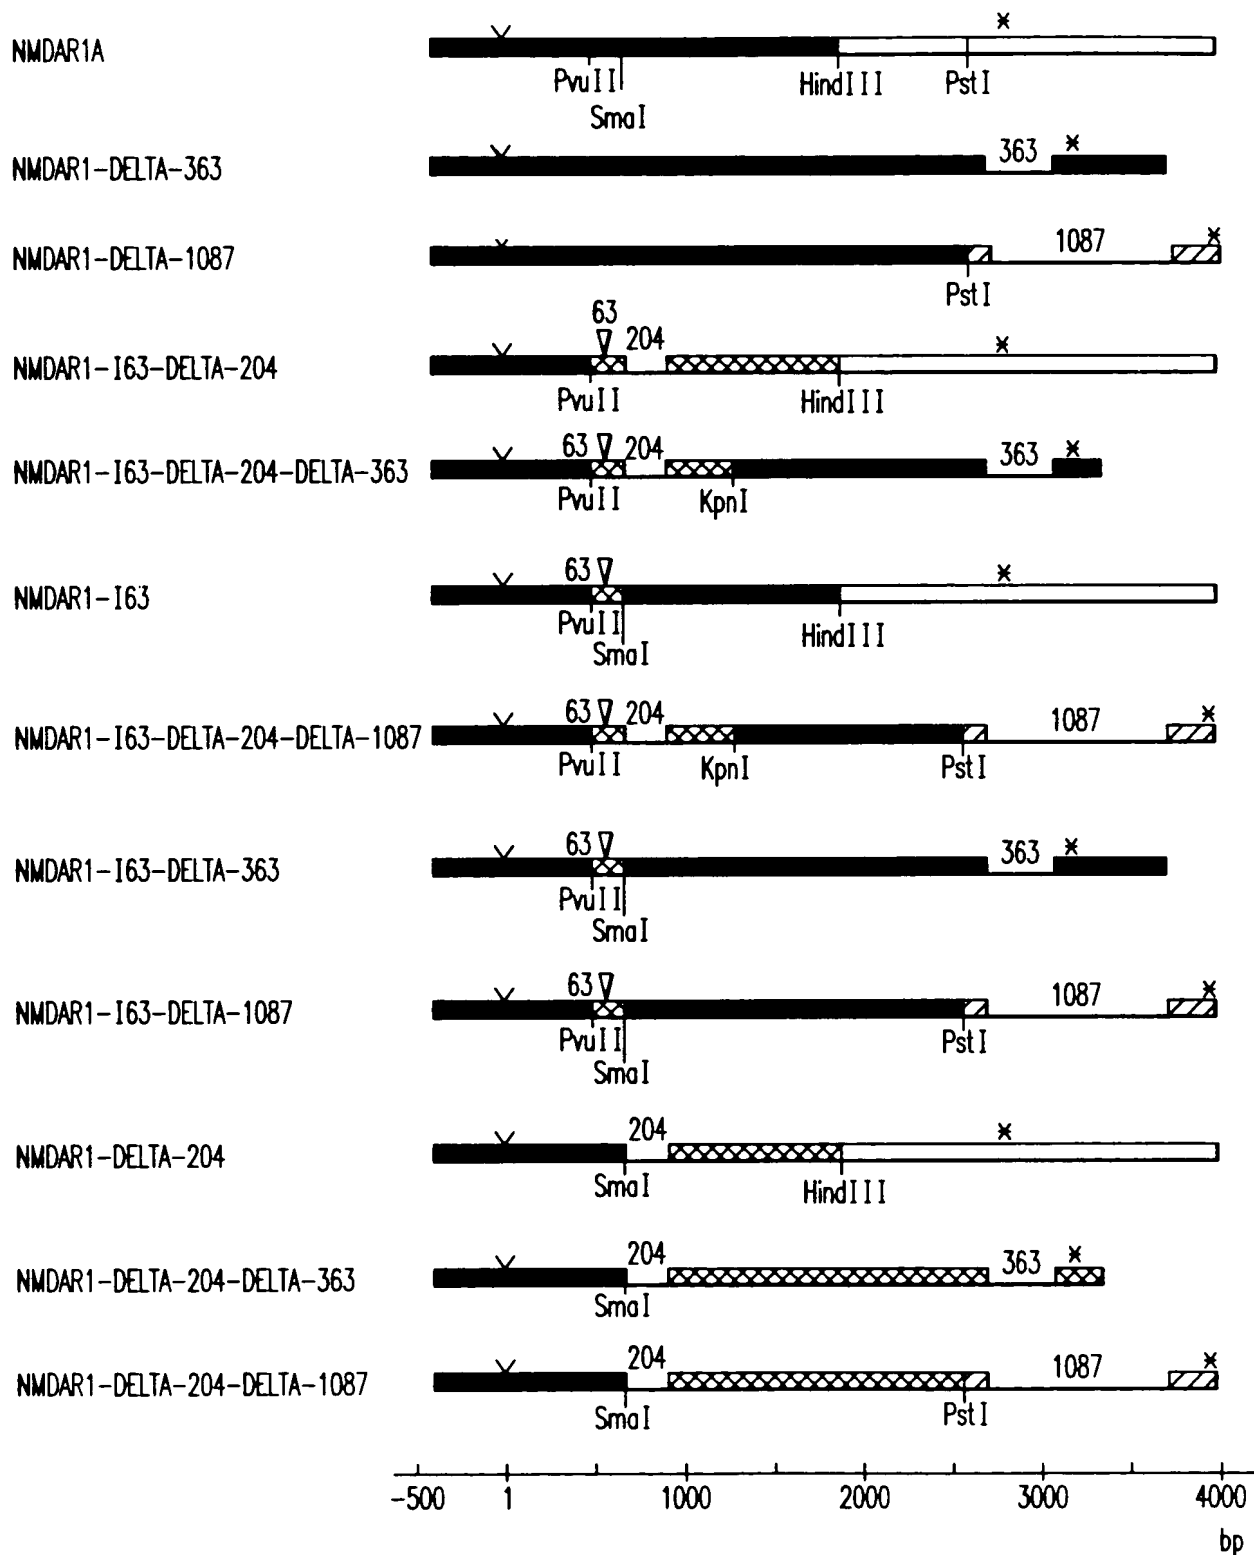 NMDAR1A
PvuII HindIII PstI
SmaI
NMDAR1-DELTA-363 363
NMDAR1-DELTA-1087 1087
PstI
63
204
NMDAR1-I63-DELTA-204
PvuII HindIII
63 204 363
NMDAR1-I63-DELTA-204-DELTA-363
PvuII KpnI
63
NMDAR1-I63
PvuII HindIII
SmaI
63 204 1087
NMDAR1-I63-DELTA-204-DELTA-1087
PvuII KpnI PstI
63 363
NMDAR1-I63-DELTA-363
PvuII
SmaI
63 1087
NMDAR1-I63-DELTA-1087
PvuII PstI
SmaI
204
NMDAR1-DELTA-204
SmaI HindIII
204 363
NMDAR1-DELTA-204-DELTA-363
SmaI
204 1087
NMDAR1-DELTA-204-DELTA-1087
SmaI PstI
-500 1 1000 2000 3000 4000
bp